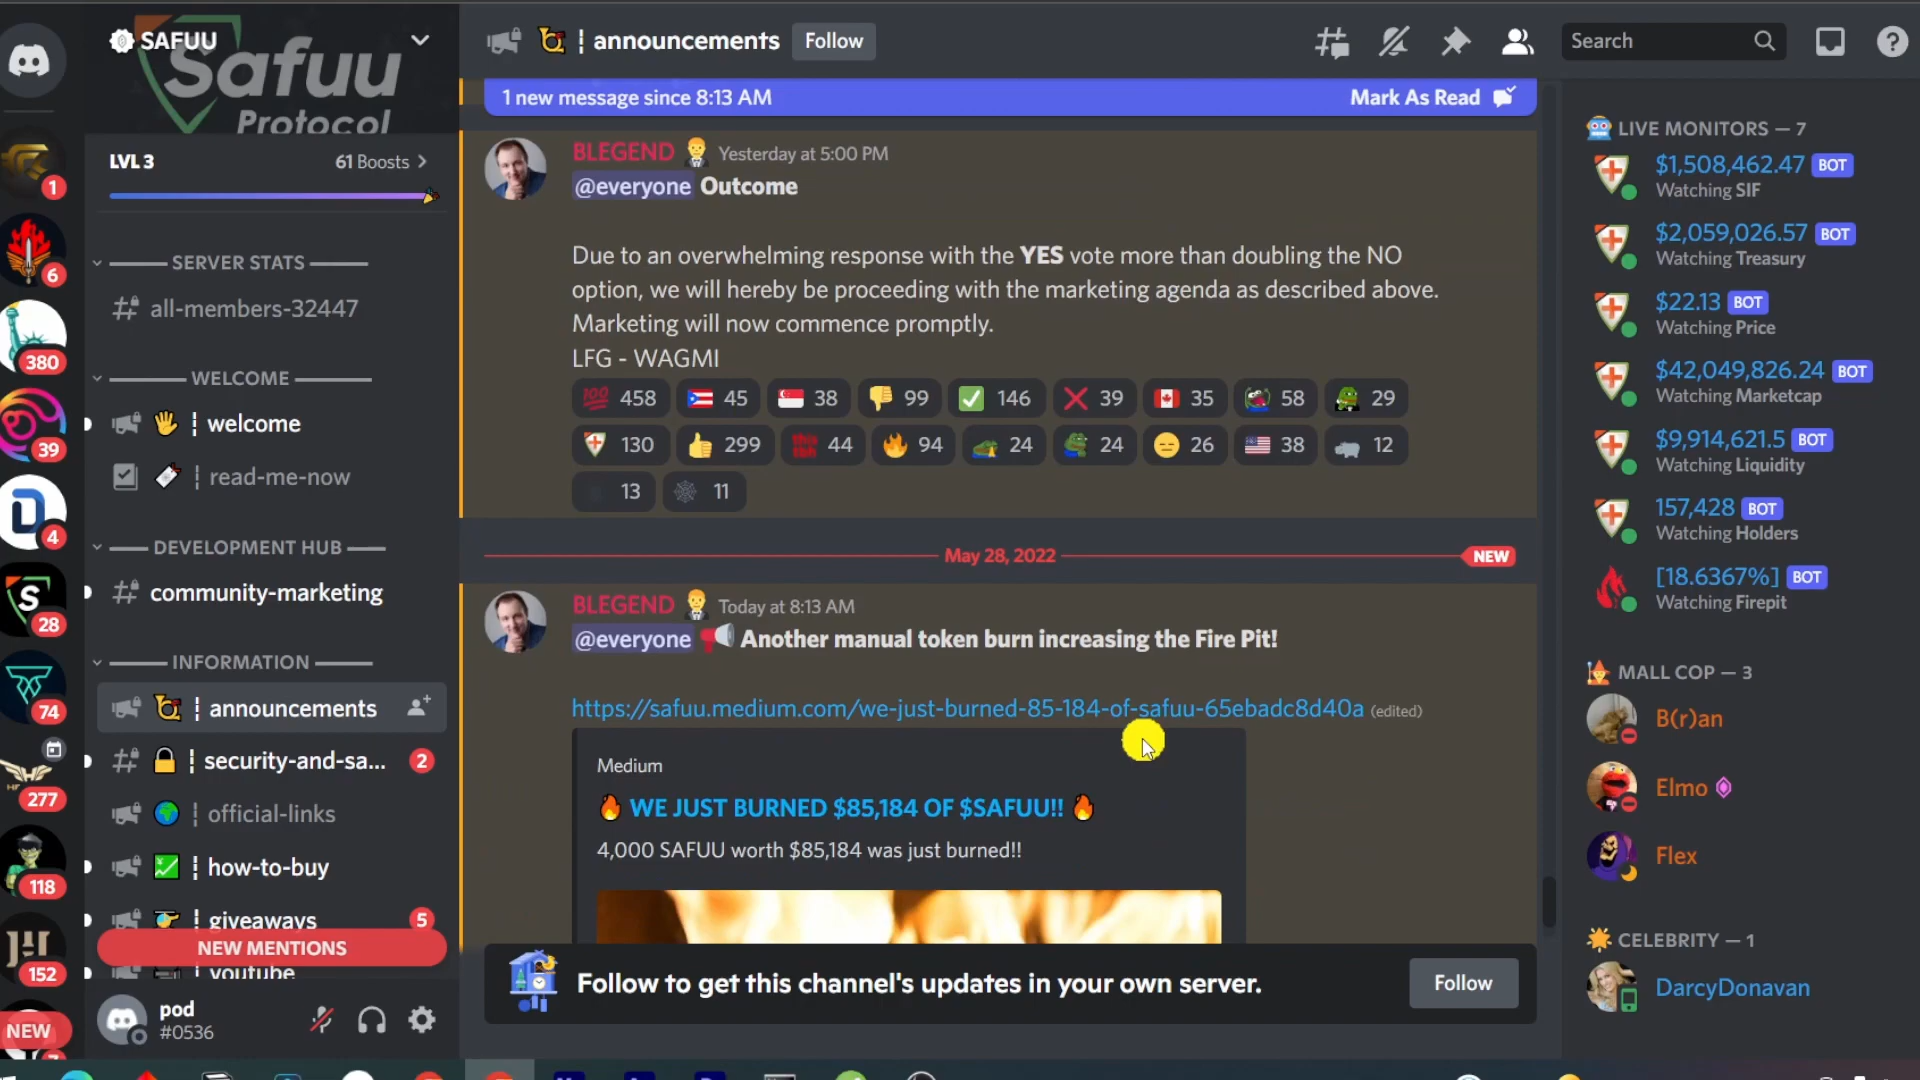 SAFUU
Safuu
Protocol
LVL 3
61 Boosts
SERVER STATS
all-members-32447
WELCOME
welcome
read-me-now
DEVELOPMENT HUB
community-marketing
INFORMATION
announcements
security-and-sa...
2
official-links
how-to-buy
giveaways
5
NEW MENTIONS
youtube
pod
#0536
1
6
380
39
4
28
74
277
118
152
NEW
announcements
Follow
Search
1 new message since 8:13 AM
Mark As Read
BLEGEND
Yesterday at 5:00 PM
@everyone Outcome
Due to an overwhelming response with the YES vote more than doubling the NO
option, we will hereby be proceeding with the marketing agenda as described above.
Marketing will now commence promptly.
LFG - WAGMI
100 458 45 38 99 146 39 35 58 29
130 299 44 94 24 24 26 38 12
13 11
May 28, 2022
NEW
BLEGEND
Today at 8:13 AM
@everyone Another manual token burn increasing the Fire Pit!
https://safuu.medium.com/we-just-burned-85-184-of-safuu-65ebadc8d40a (edited)
Medium
WE JUST BURNED $85,184 OF $SAFUU!!
4,000 SAFUU worth $85,184 was just burned!!
Follow to get this channel's updates in your own server.
Follow
LIVE MONITORS — 7
$1,508,462.47 BOT
Watching SIF
$2,059,026.57 BOT
Watching Treasury
$22.13 BOT
Watching Price
$42,049,826.24 BOT
Watching Marketcap
$9,914,621.5 BOT
Watching Liquidity
157,428 BOT
Watching Holders
[18.6367%] BOT
Watching Firepit
MALL COP — 3
B(r)an
Elmo
Flex
CELEBRITY — 1
DarcyDonavan